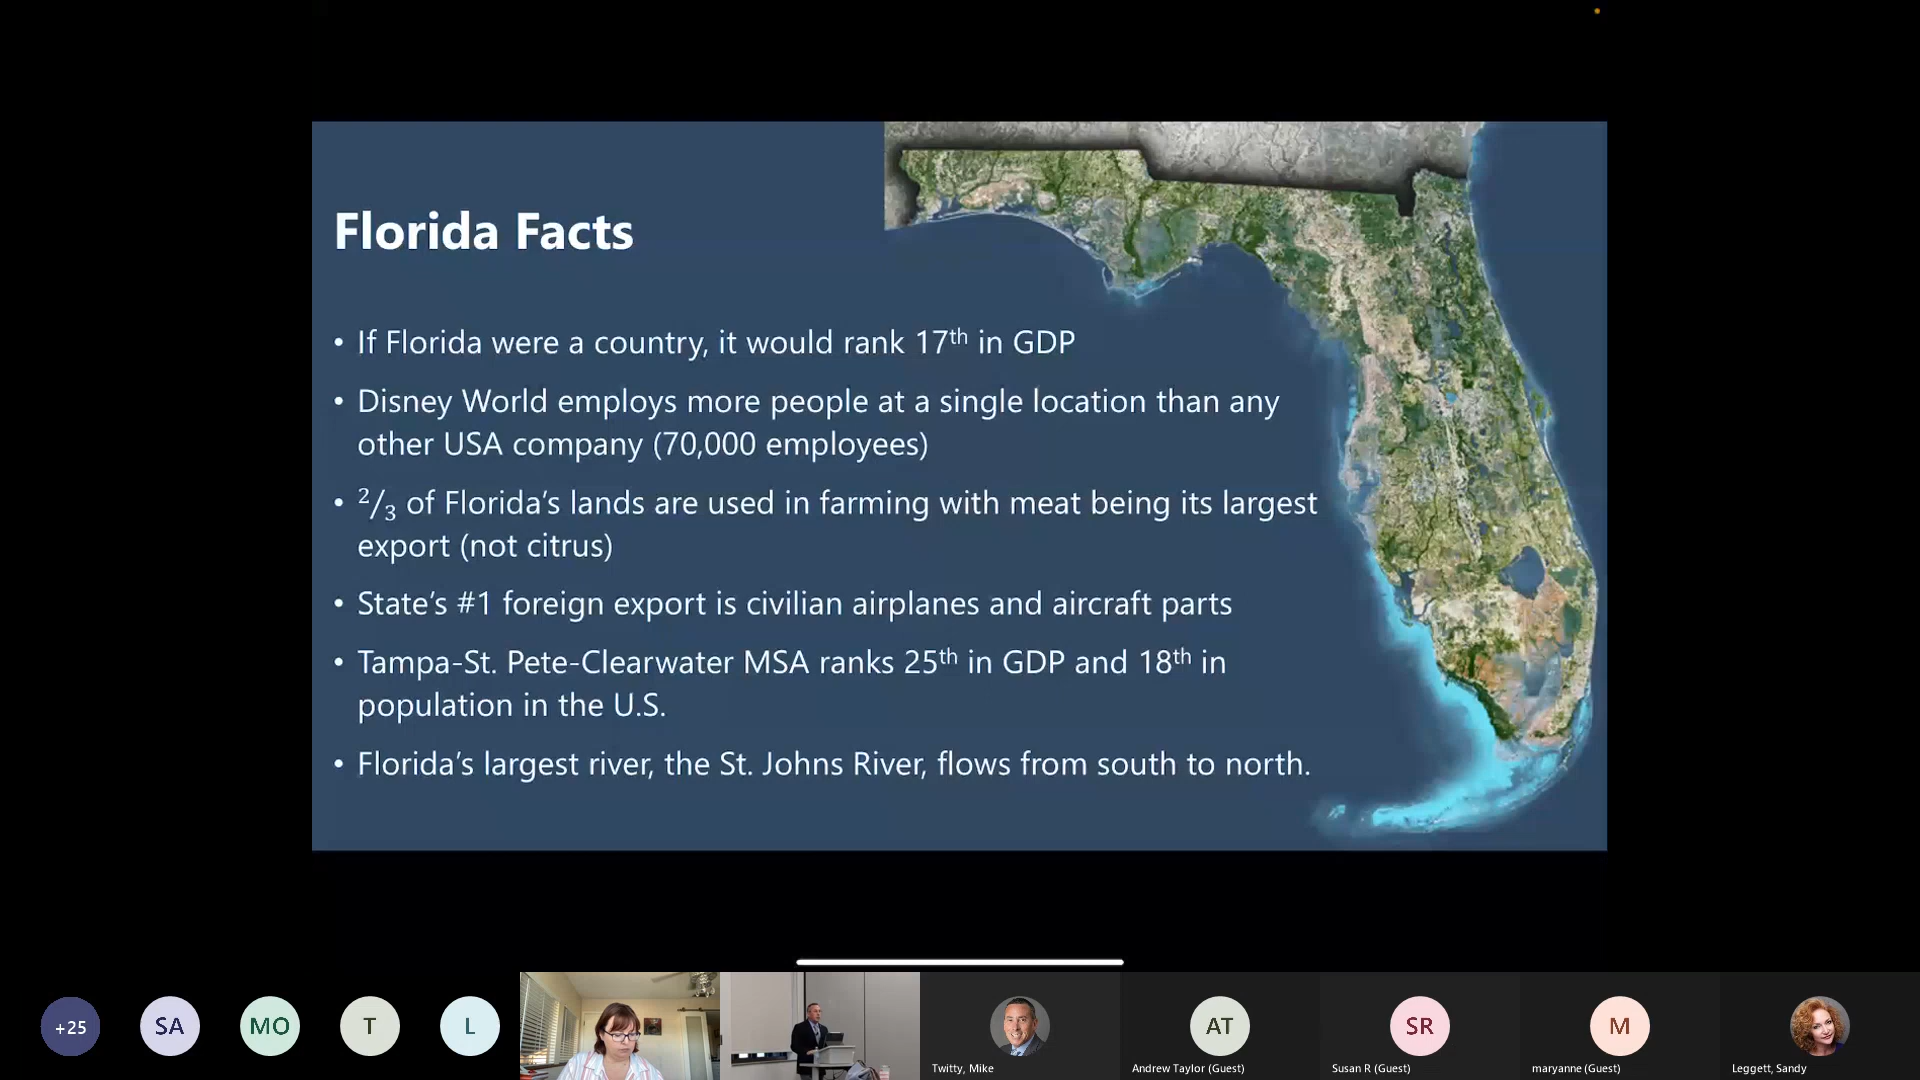 Florida Facts
• If Florida were a country, it would rank 17th in GDP
• Disney World employs more people at a single location than any
other USA company (70,000 employees)
• 2/3 of Florida's lands are used in farming with meat being its largest
export (not citrus)
• State's #1 foreign export is civilian airplanes and aircraft parts
• Tampa-St. Pete-Clearwater MSA ranks 25th in GDP and 18th in
population in the U.S.
• Florida's largest river, the St. Johns River, flows from south to north.
+25
SA
MO
T
L
Twitty, Mike
AT
Andrew Taylor (Guest)
SR
Susan R (Guest)
M
maryanne (Guest)
Leggett, Sandy